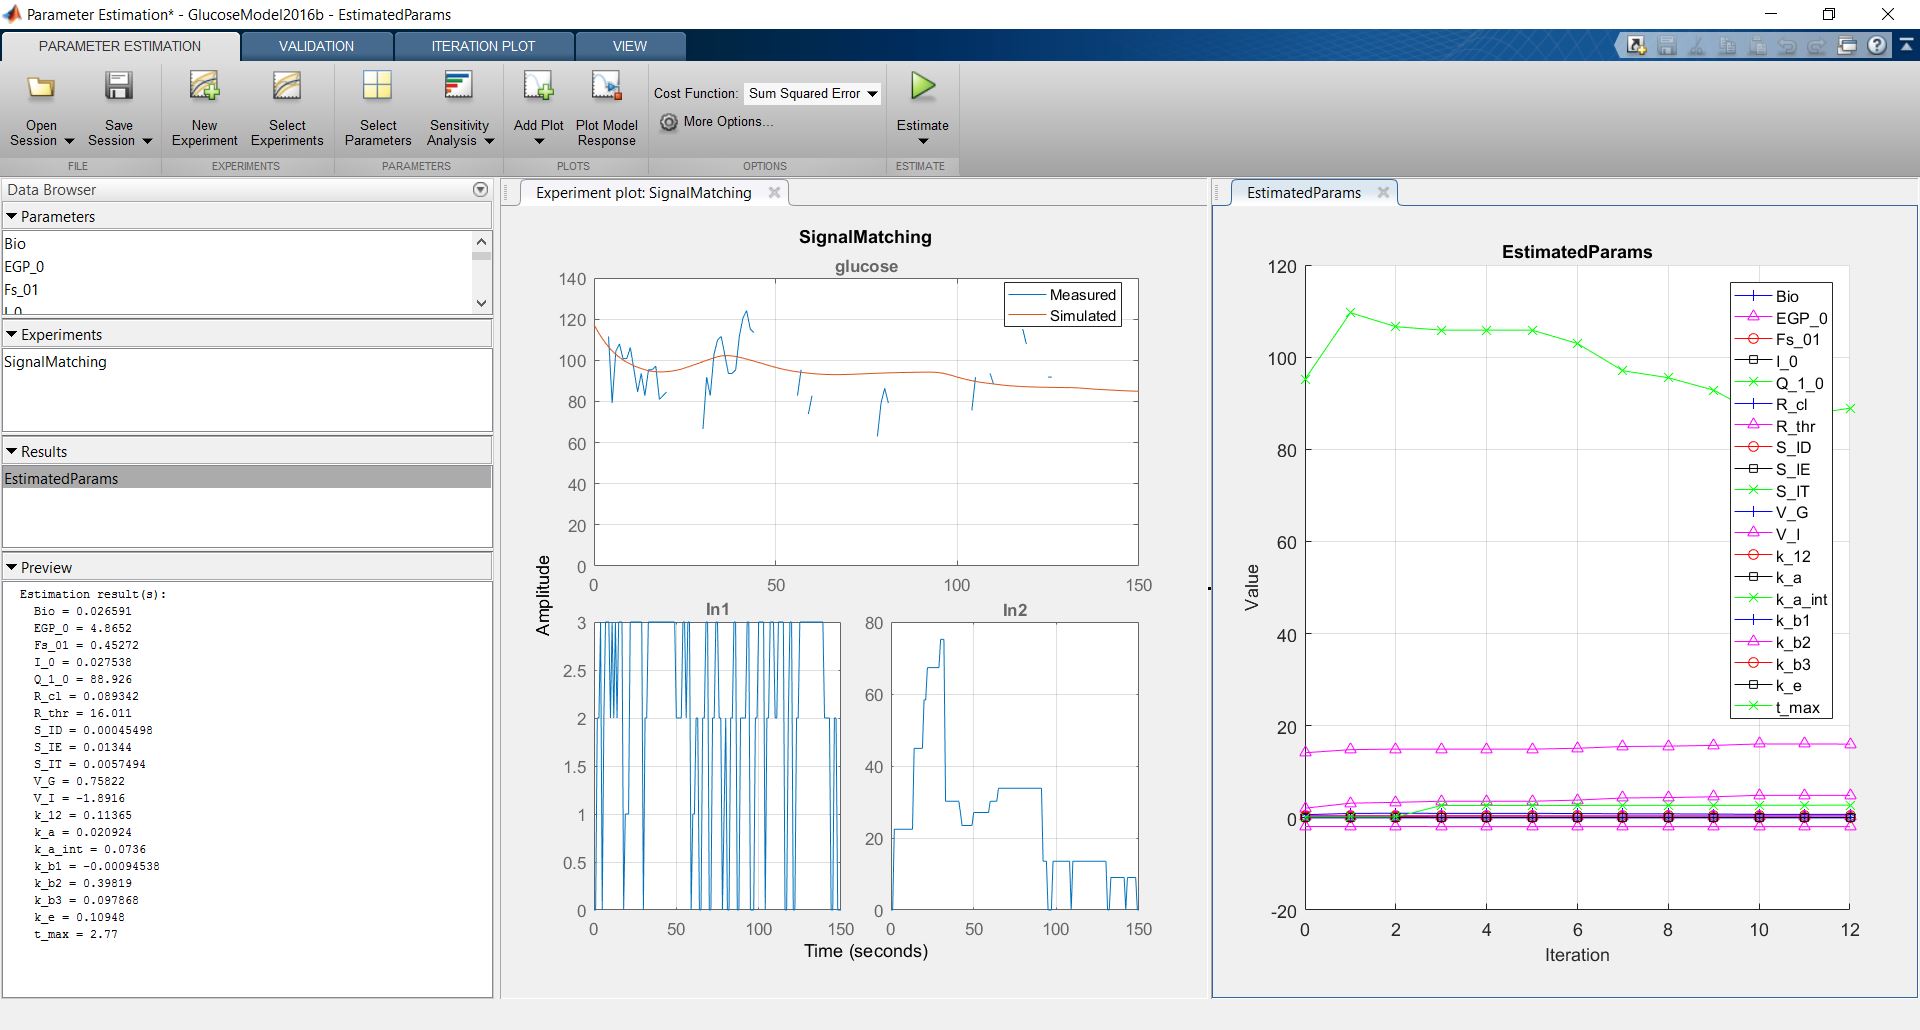 Parameter Estimation* - GlucoseModel2016b - EstimatedParams
PARAMETER ESTIMATION
VALIDATION
ITERATION PLOT
VIEW
Open Session
Save Session
New Experiment
Select Experiments
Select Parameters
Sensitivity Analysis
Add Plot
Plot Model Response
Cost Function: Sum Squared Error
More Options...
Estimate
FILE
EXPERIMENTS
PARAMETERS
PLOTS
OPTIONS
ESTIMATE
Data Browser
Parameters
Bio
EGP_0
Fs_01
I_0
Experiments
SignalMatching
Results
EstimatedParams
Preview
Estimation result(s):
Bio = 0.026591
EGP_0 = 4.8652
Fs_01 = 0.45272
I_0 = 0.027538
Q_1_0 = 88.926
R_cl = 0.089342
R_thr = 16.011
S_ID = 0.00045498
S_IE = 0.01344
S_IT = 0.0057494
V_G = 0.75822
V_I = -1.8916
k_12 = 0.11365
k_a = 0.020924
k_a_int = 0.0736
k_b1 = -0.00094538
k_b2 = 0.39819
k_b3 = 0.097868
k_e = 0.10948
t_max = 2.77
Experiment plot: SignalMatching
SignalMatching
glucose
140
120
100
80
60
40
20
0
0 50 100 150
Measured
Simulated
Amplitude
In1
3
2.5
2
1.5
1
0.5
0
0 50 100 150
In2
80
60
40
20
0
0 50 100 150
Time (seconds)
EstimatedParams
EstimatedParams
120
100
80
60
40
20
0
-20
Value
0 2 4 6 8 10 12
Iteration
Bio
EGP_0
Fs_01
I_0
Q_1_0
R_cl
R_thr
S_ID
S_IE
S_IT
V_G
V_I
k_12
k_a
k_a_int
k_b1
k_b2
k_b3
k_e
t_max